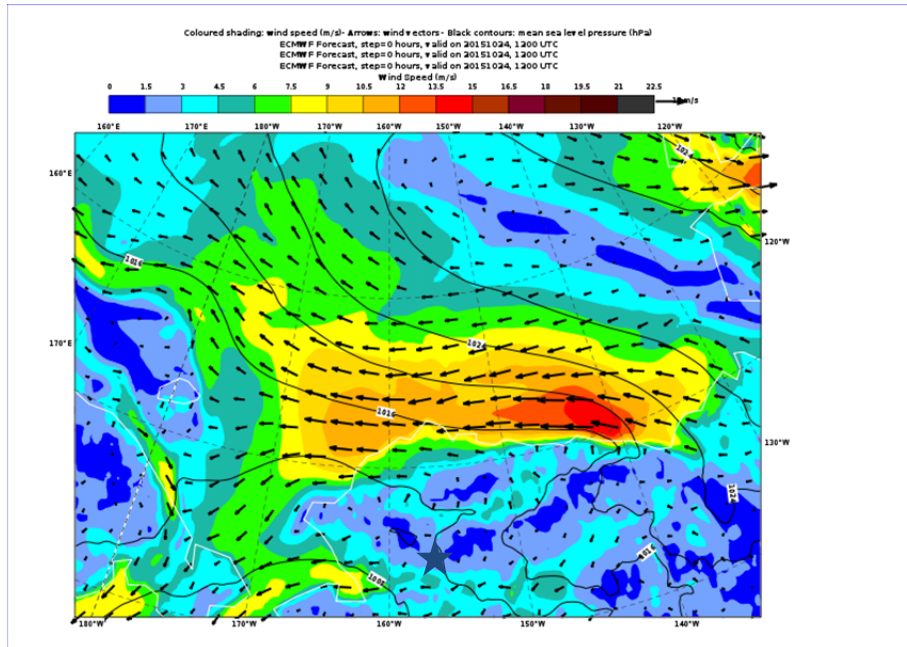 Coloured shading: wind speed (m/s)- Arrows: wind vectors - Black contours: mean sea level pressure (hPa)
ECMWF Forecast, step=0 hours, valid on 20151024, 1200 UTC
ECMWF Forecast, step=0 hours, valid on 20151024, 1200 UTC
ECMWF Forecast, step=0 hours, valid on 20151024, 1200 UTC
Wind Speed (m/s)
0 1.5 3 4.5 6 7.5 9 10.5 12 13.5 15 16.5 18 19.5 21 22.5
m/s
160°E 170°E 180°W 170°W 160°W 150°W 140°W 130°W 120°W
1024
160°E
120°W
1016
170°E
1024
1016
130°W
1024
1016
1008
180°W 170°W 160°W 150°W 140°W